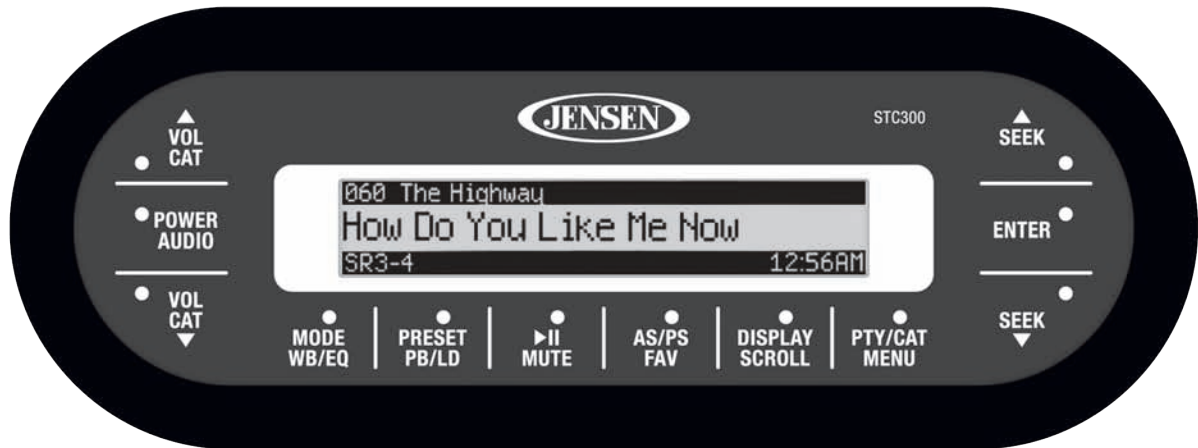 JENSEN
STC300
▲
VOL
CAT
POWER
AUDIO
VOL
CAT
▼
060 The Highway
How Do You Like Me Now
SR3-4 12:56AM
▲
SEEK
ENTER
SEEK
▼
MODE
WB/EQ
PRESET
PB/LD
▶II
MUTE
AS/PS
FAV
DISPLAY
SCROLL
PTY/CAT
MENU